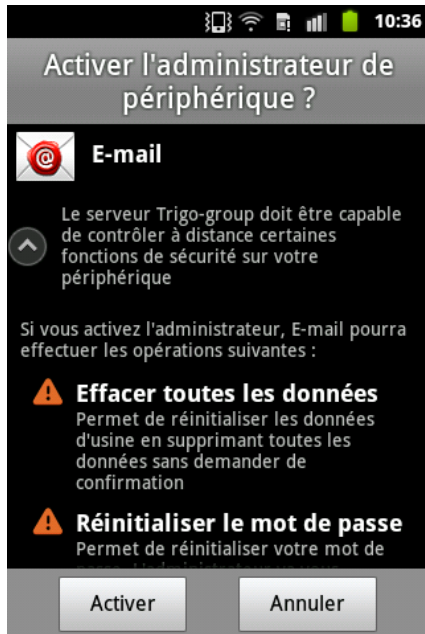 10:36
Activer l'administrateur de
périphérique ?
E-mail
Le serveur Trigo-group doit être capable
de contrôler à distance certaines
fonctions de sécurité sur votre
périphérique
Si vous activez l'administrateur, E-mail pourra
effectuer les opérations suivantes :
Effacer toutes les données
Permet de réinitialiser les données
d'usine en supprimant toutes les
données sans demander de
confirmation
Réinitialiser le mot de passe
Permet de réinitialiser votre mot de
Activer
Annuler